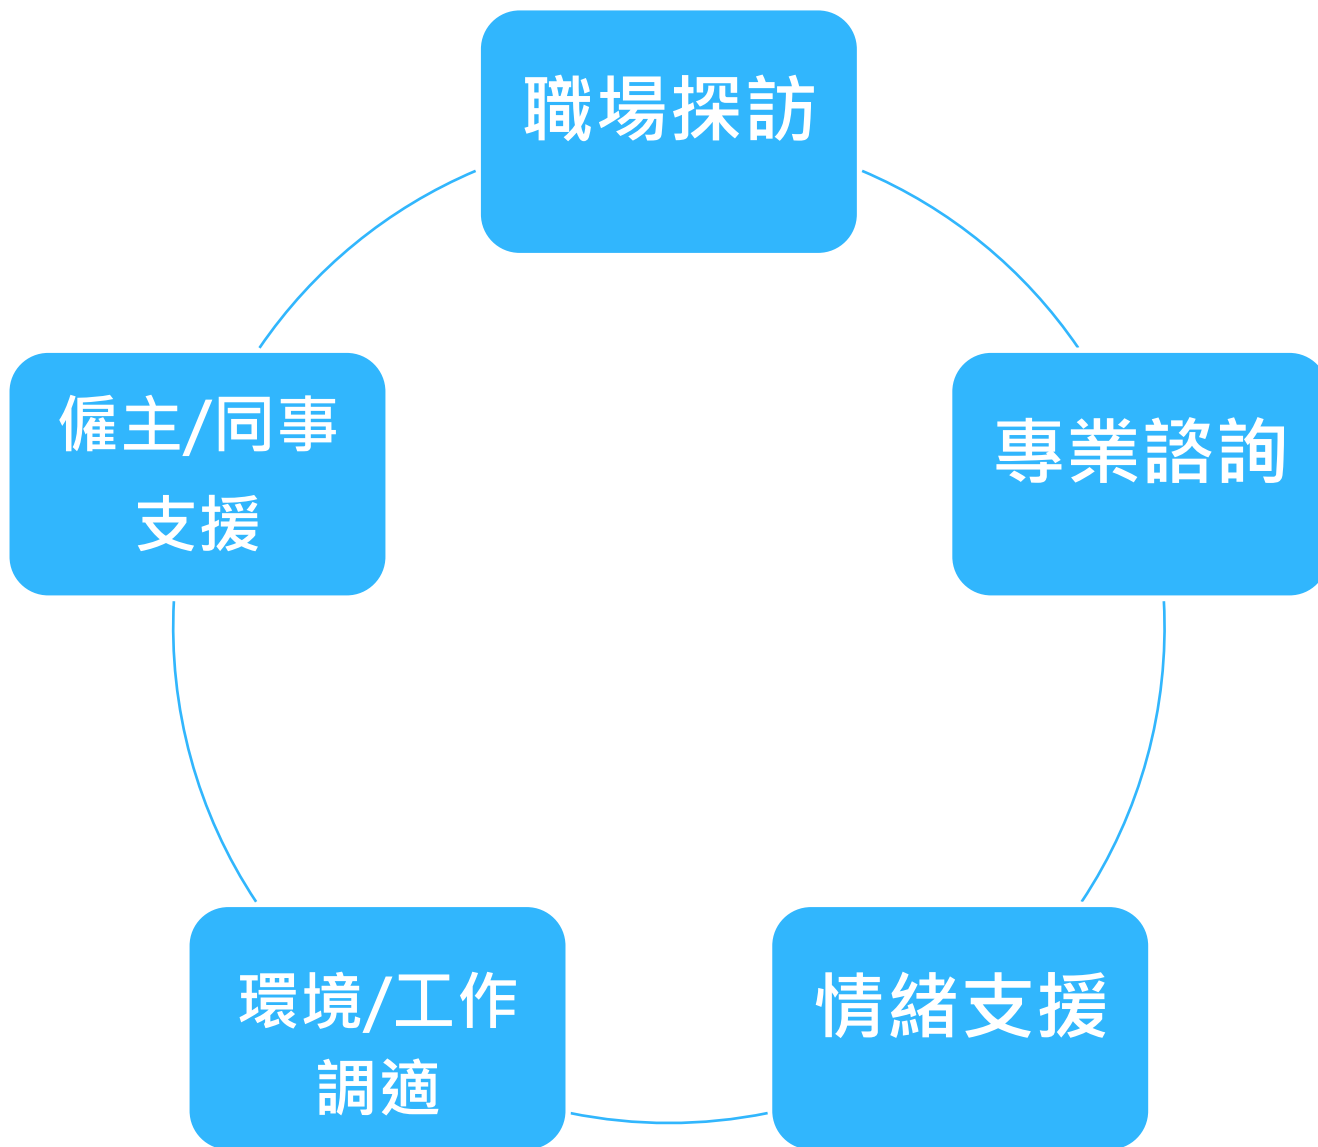 職場探訪
專業諮詢
情緒支援
環境/工作
調適
僱主/同事
支援